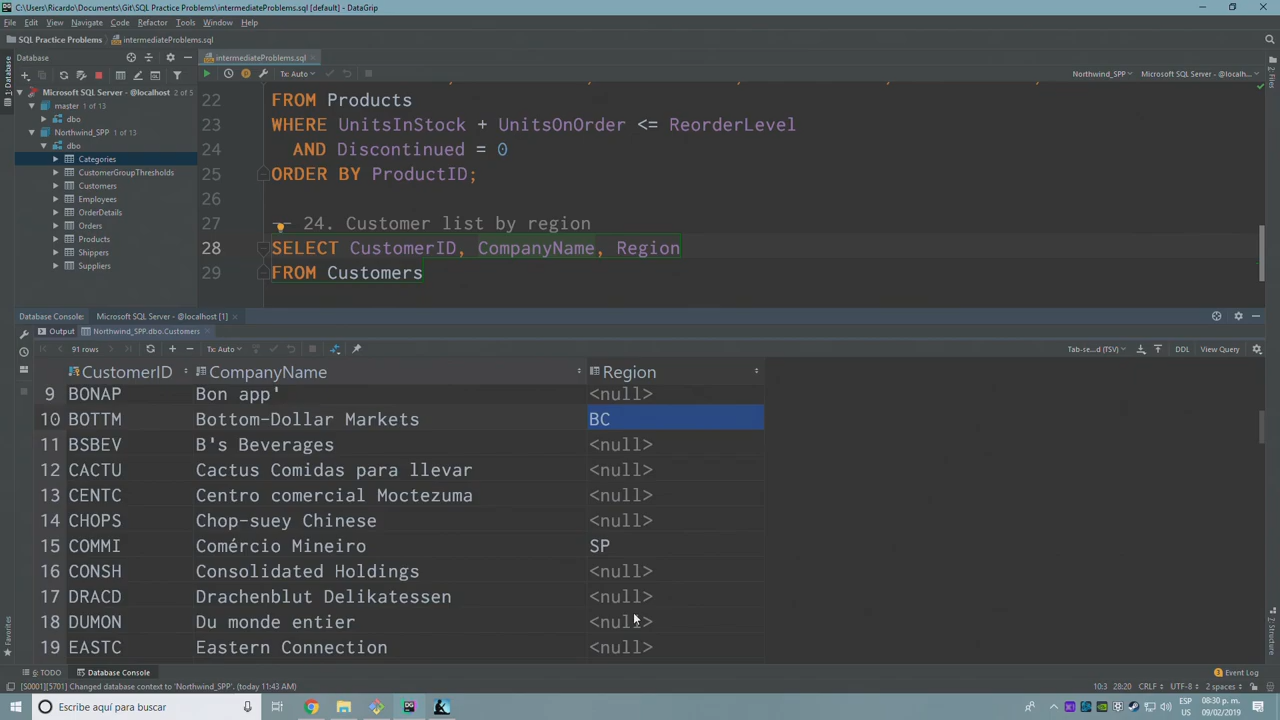 C:\Users\Ricardo\Documents\Git\SQL Practice Problems\intermediateProblems.sql [default] - DataGrip
File Edit View Navigate Code Refactor Tools Window Help
SQL Practice Problems intermediateProblems.sql
Database intermediateProblems.sql
Tx: Auto Northwind_SPP Microsoft SQL Server - @localh...
1: Database
2: Files
Microsoft SQL Server - @localhost 2 of 5
master 1 of 13
dbo
Northwind_SPP 1 of 13
dbo
Categories
CustomerGroupThresholds
Customers
Employees
OrderDetails
Orders
Products
Shippers
Suppliers
22 FROM Products
23 WHERE UnitsInStock + UnitsOnOrder <= ReorderLevel
24 AND Discontinued = 0
25 ORDER BY ProductID;
26
27 -- 24. Customer list by region
28 SELECT CustomerID, CompanyName, Region
29 FROM Customers
Database Console: Microsoft SQL Server - @localhost [1]
Output Northwind_SPP.dbo.Customers
91 rows Tx: Auto Tab-se...d (TSV) DDL View Query
CustomerID CompanyName Region
9 BONAP Bon app' <null>
10 BOTTM Bottom-Dollar Markets BC
11 BSBEV B's Beverages <null>
12 CACTU Cactus Comidas para llevar <null>
13 CENTC Centro comercial Moctezuma <null>
14 CHOPS Chop-suey Chinese <null>
15 COMMI Comércio Mineiro SP
16 CONSH Consolidated Holdings <null>
17 DRACD Drachenblut Delikatessen <null>
18 DUMON Du monde entier <null>
19 EASTC Eastern Connection <null>
Favorites
Z: Structure
6: TODO Database Console Event Log
[S0001][5701] Changed database context to 'Northwind_SPP'. (today 11:43 AM) 10:3 28:20 CRLF UTF-8 2 spaces
Escribe aquí para buscar
ESP 08:30 p. m.
US 09/02/2019